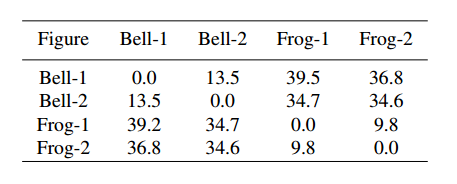 Figure Bell-1 Bell-2 Frog-1 Frog-2
Bell-1 0.0 13.5 39.5 36.8
Bell-2 13.5 0.0 34.7 34.6
Frog-1 39.2 34.7 0.0 9.8
Frog-2 36.8 34.6 9.8 0.0